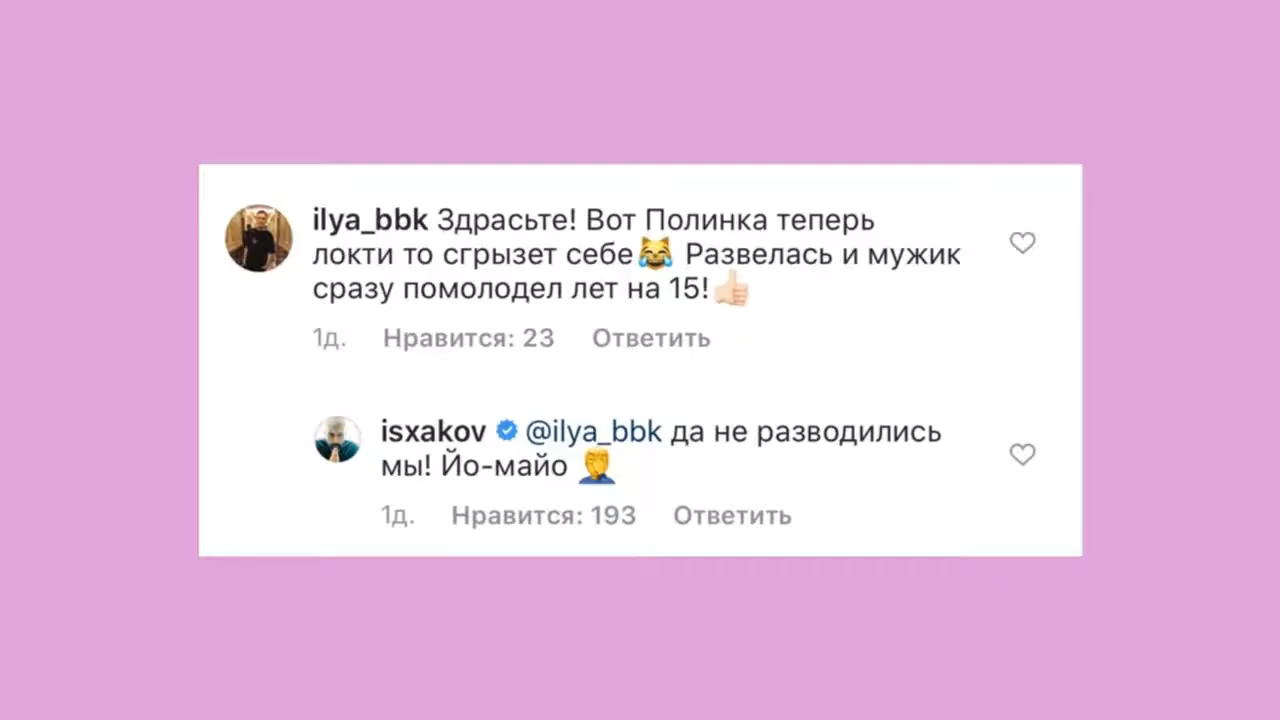 ilya_bbk Здрасьте! Вот Полинка теперь
локти то сгрызет себе😹 Развелась и мужик
сразу помолодел лет на 15!👍🏻
1д. Нравится: 23 Ответить
isxakov @ilya_bbk да не разводились
мы! Йо-майо 🤦‍♂️
1д. Нравится: 193 Ответить